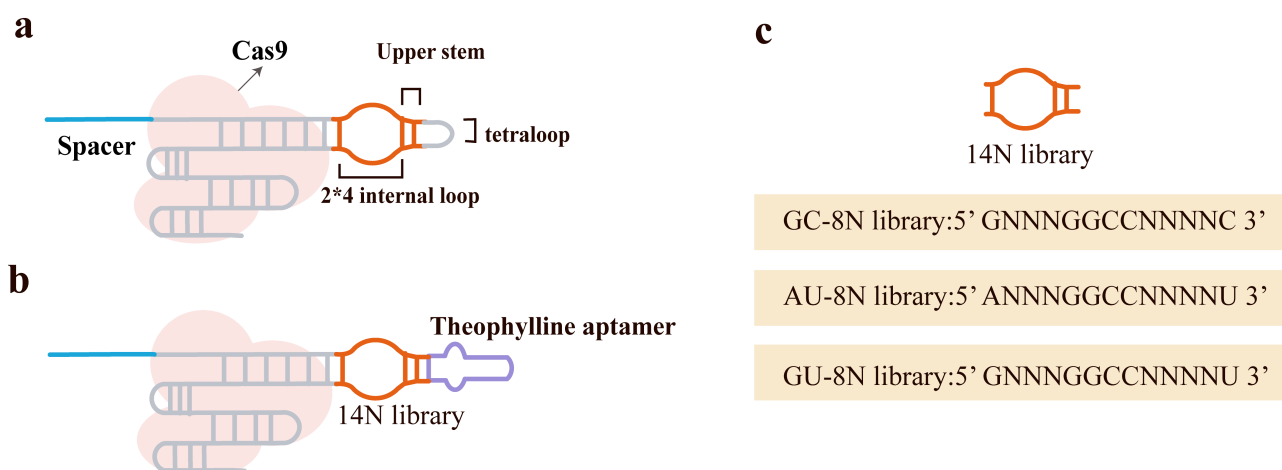 a
Cas9
Upper stem
Spacer
tetraloop
2*4 internal loop
b
Theophylline aptamer
14N library
c
14N library
GC-8N library:5’ GNNNGGCCNNNNC 3’
AU-8N library:5’ ANNNGGCCNNNNU 3’
GU-8N library:5’ GNNNGGCCNNNNU 3’